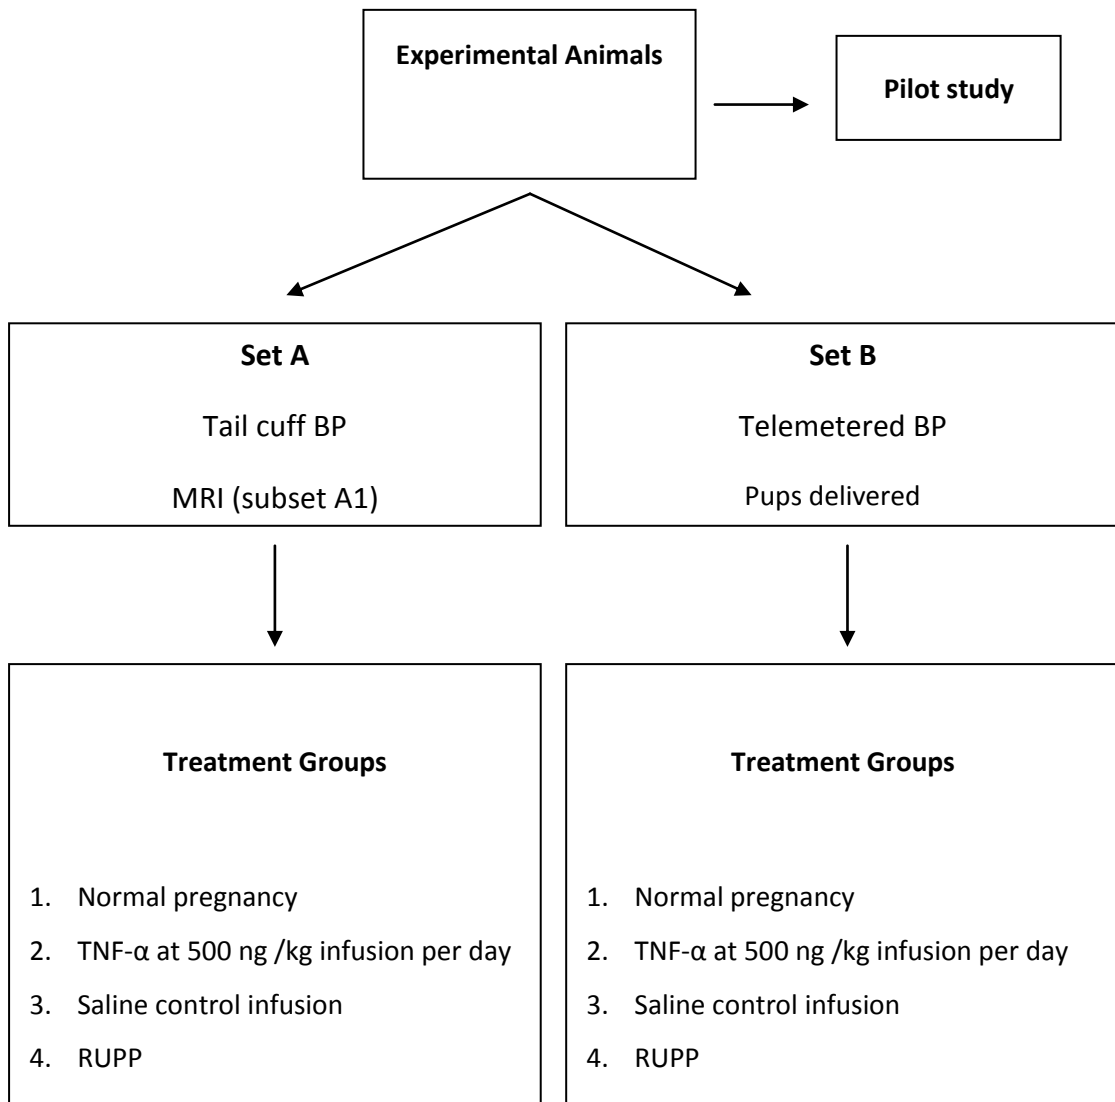 Experimental Animals
Pilot study
Set A
Tail cuff BP
MRI (subset A1)
Set B
Telemetered BP
Pups delivered
Treatment Groups
1. Normal pregnancy
2. TNF-α at 500 ng /kg infusion per day
3. Saline control infusion
4. RUPP
Treatment Groups
1. Normal pregnancy
2. TNF-α at 500 ng /kg infusion per day
3. Saline control infusion
4. RUPP